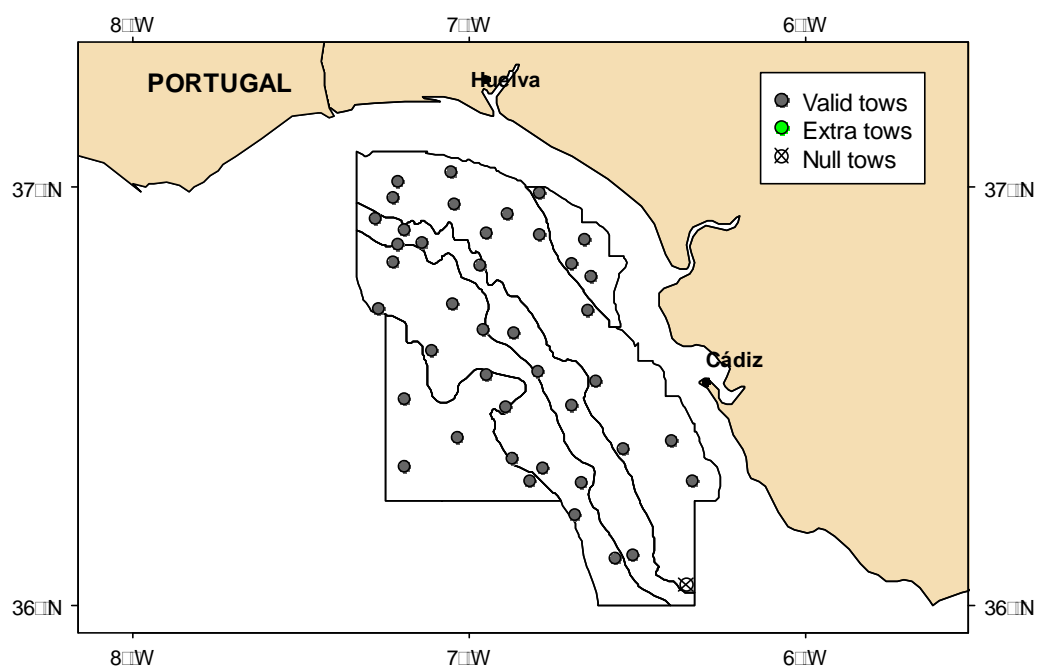 8°W 7°W 6°W
Huelva
PORTUGAL
Valid tows
Extra tows
Null tows
37°N 37°N
Cádiz
36°N 36°N
8°W 7°W 6°W